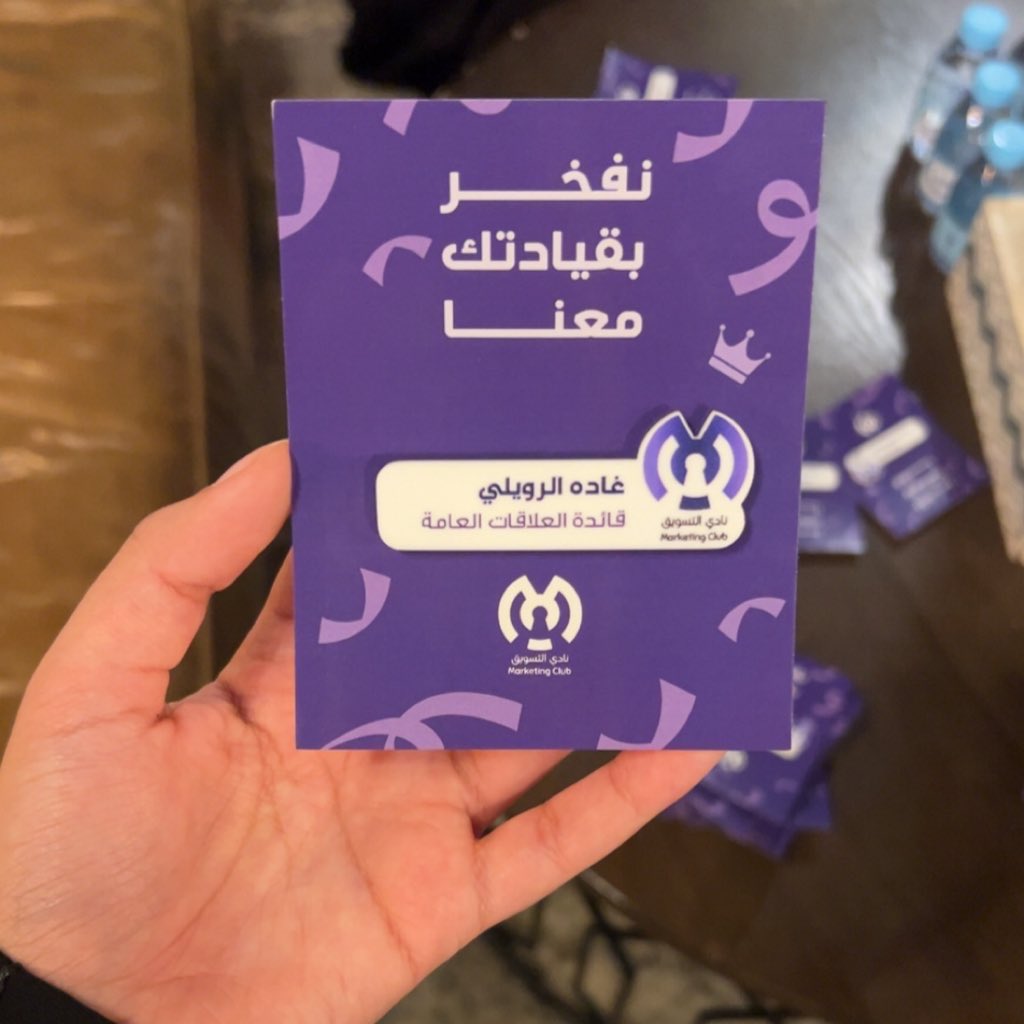 نفخر
بقيادتك
معنا
غاده الرويلي
قائدة العلاقات العامة
نادي التسويق
Marketing Club
نادي التسويق
Marketing Club